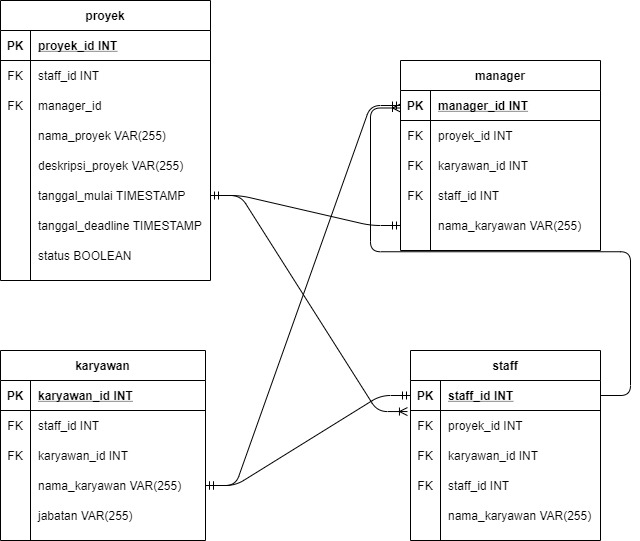 proyek
PK proyek_id INT
FK staff_id INT
FK manager_id
nama_proyek VAR(255)
deskripsi_proyek VAR(255)
tanggal_mulai TIMESTAMP
tanggal_deadline TIMESTAMP
status BOOLEAN
manager
PK manager_id INT
FK proyek_id INT
FK karyawan_id INT
FK staff_id INT
nama_karyawan VAR(255)
karyawan
PK karyawan_id INT
FK staff_id INT
FK karyawan_id INT
nama_karyawan VAR(255)
jabatan VAR(255)
staff
PK staff_id INT
FK proyek_id INT
FK karyawan_id INT
FK staff_id INT
nama_karyawan VAR(255)